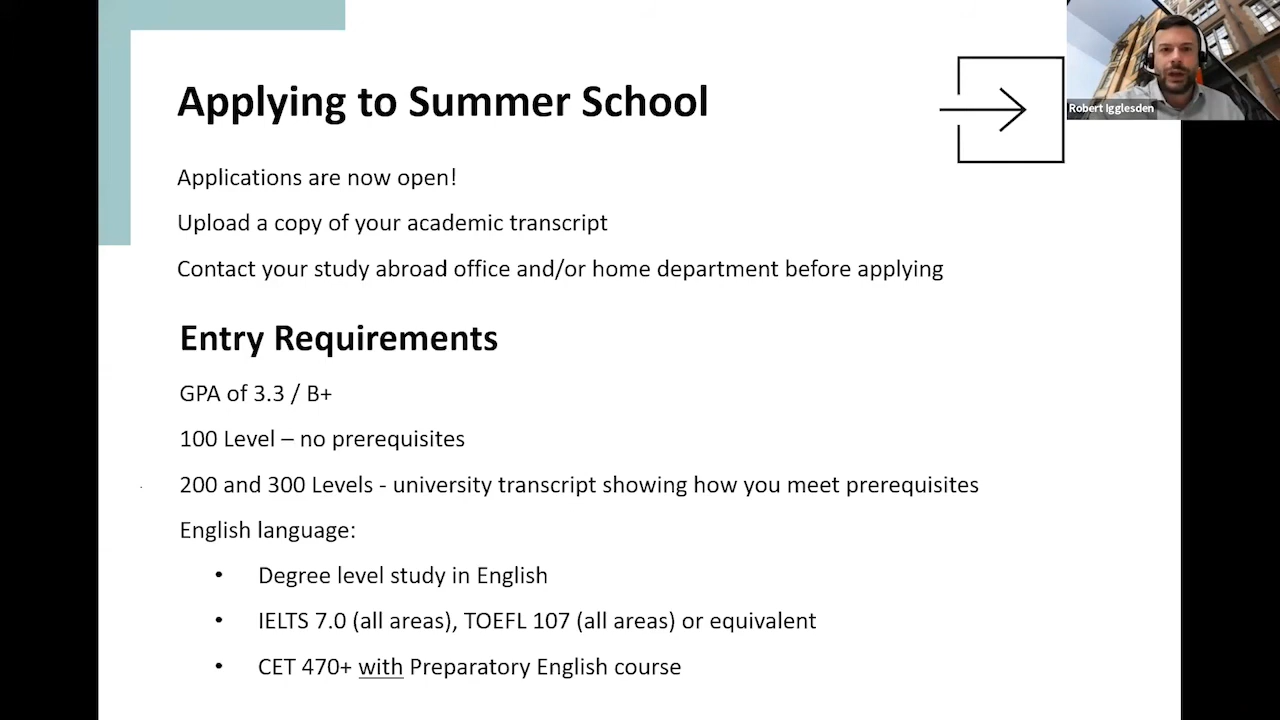 Applying to Summer School
Robert Igglesden
Applications are now open!
Upload a copy of your academic transcript
Contact your study abroad office and/or home department before applying
Entry Requirements
GPA of 3.3 / B+
100 Level – no prerequisites
200 and 300 Levels - university transcript showing how you meet prerequisites
English language:
• Degree level study in English
• IELTS 7.0 (all areas), TOEFL 107 (all areas) or equivalent
• CET 470+ with Preparatory English course